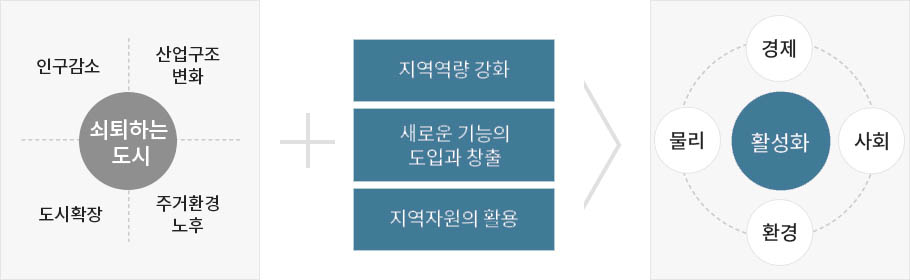 인구감소
산업구조
변화
쇠퇴하는
도시
도시확장
주거환경
노후
지역역량 강화
새로운 기능의
도입과 창출
지역자원의 활용
경제
물리
활성화
사회
환경